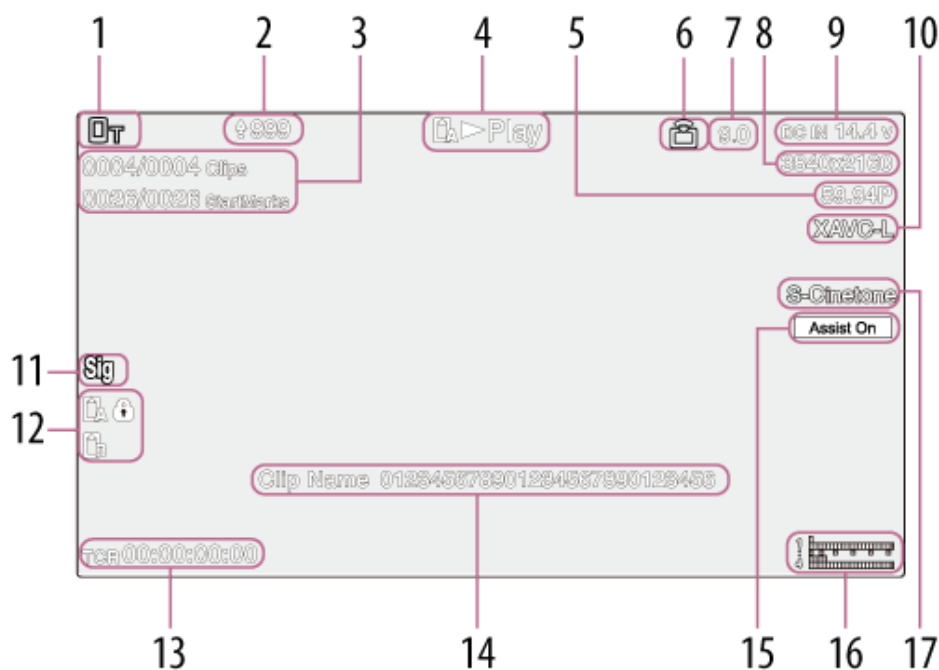 1 2 3 4 5 6 7 8 9 10
T 999 A Play 9.0 DC IN 14.4 V
0004/0004 Clips 3840x2160
0026/0026 StartMarks 59.94P
XAVC-L
S-Cinetone
Assist On
11 Sig
12 A
B
Clip Name 012345678901234567890123456
TCR 00:00:00:00
1
4
13 14 15 16 17